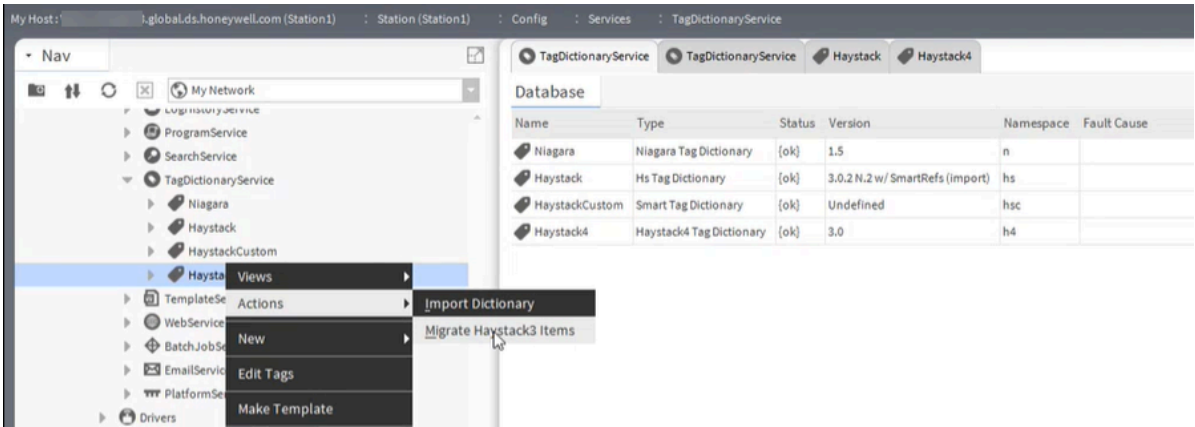 My Host: .global.ds.honeywell.com (Station1) : Station (Station1) : Config : Services : TagDictionaryService
Nav
My Network
LogHistoryService
ProgramService
SearchService
TagDictionaryService
Niagara
Haystack
HaystackCustom
Haysta
TemplateSe
WebService
BatchJobSe
EmailServic
PlatformSe
Drivers
Views
Actions
New
Edit Tags
Make Template
Import Dictionary
Migrate Haystack3 Items
TagDictionaryService TagDictionaryService Haystack Haystack4
Database
Name Type Status Version Namespace Fault Cause
Niagara Niagara Tag Dictionary {ok} 1.5 n
Haystack Hs Tag Dictionary {ok} 3.0.2 N.2 w/ SmartRefs (import) hs
HaystackCustom Smart Tag Dictionary {ok} Undefined hsc
Haystack4 Haystack4 Tag Dictionary {ok} 3.0 h4